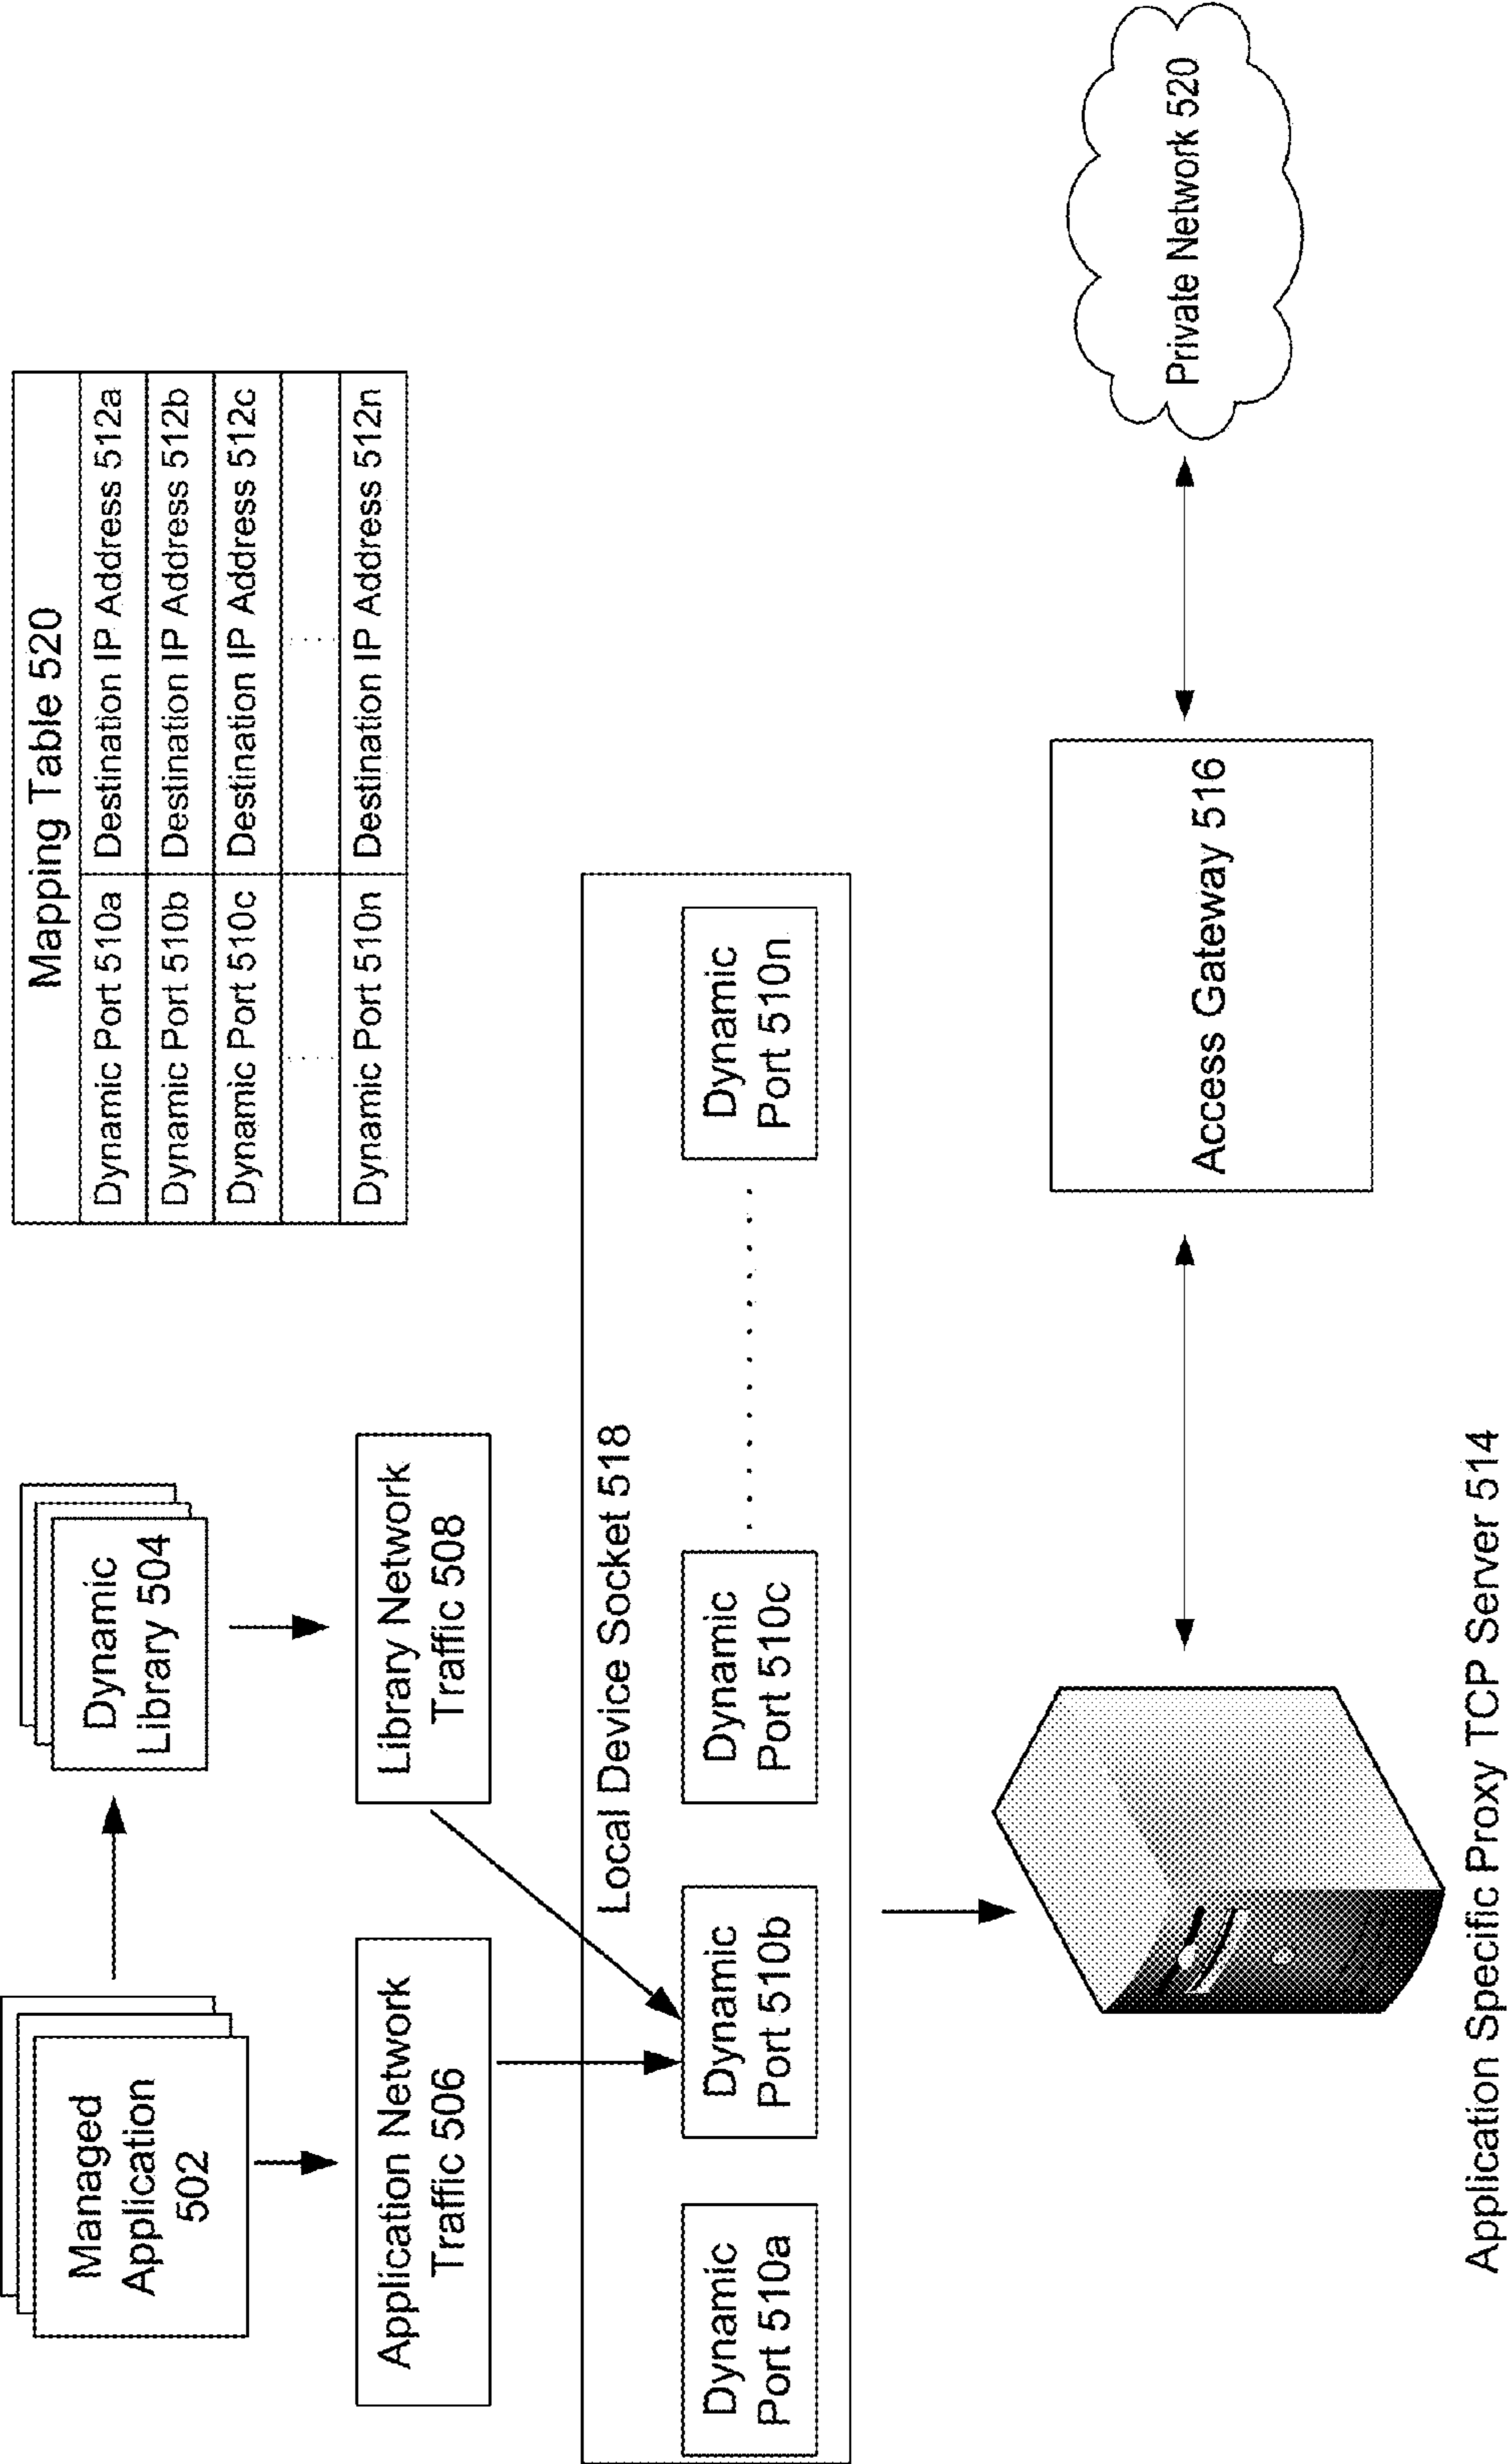 Managed
Application
502
Dynamic
Library 504
Mapping Table 520
Dynamic Port 510a Destination IP Address 512a
Dynamic Port 510b Destination IP Address 512b
Dynamic Port 510c Destination IP Address 512c
. . . . . . . .
Dynamic Port 510n Destination IP Address 512n
Application Network
Traffic 506
Library Network
Traffic 508
Local Device Socket 518
Dynamic
Port 510a
Dynamic
Port 510b
Dynamic
Port 510c
. . . . . . . . . . . . .
Dynamic
Port 510n
Access Gateway 516
Private Network 520
Application Specific Proxy TCP Server 514